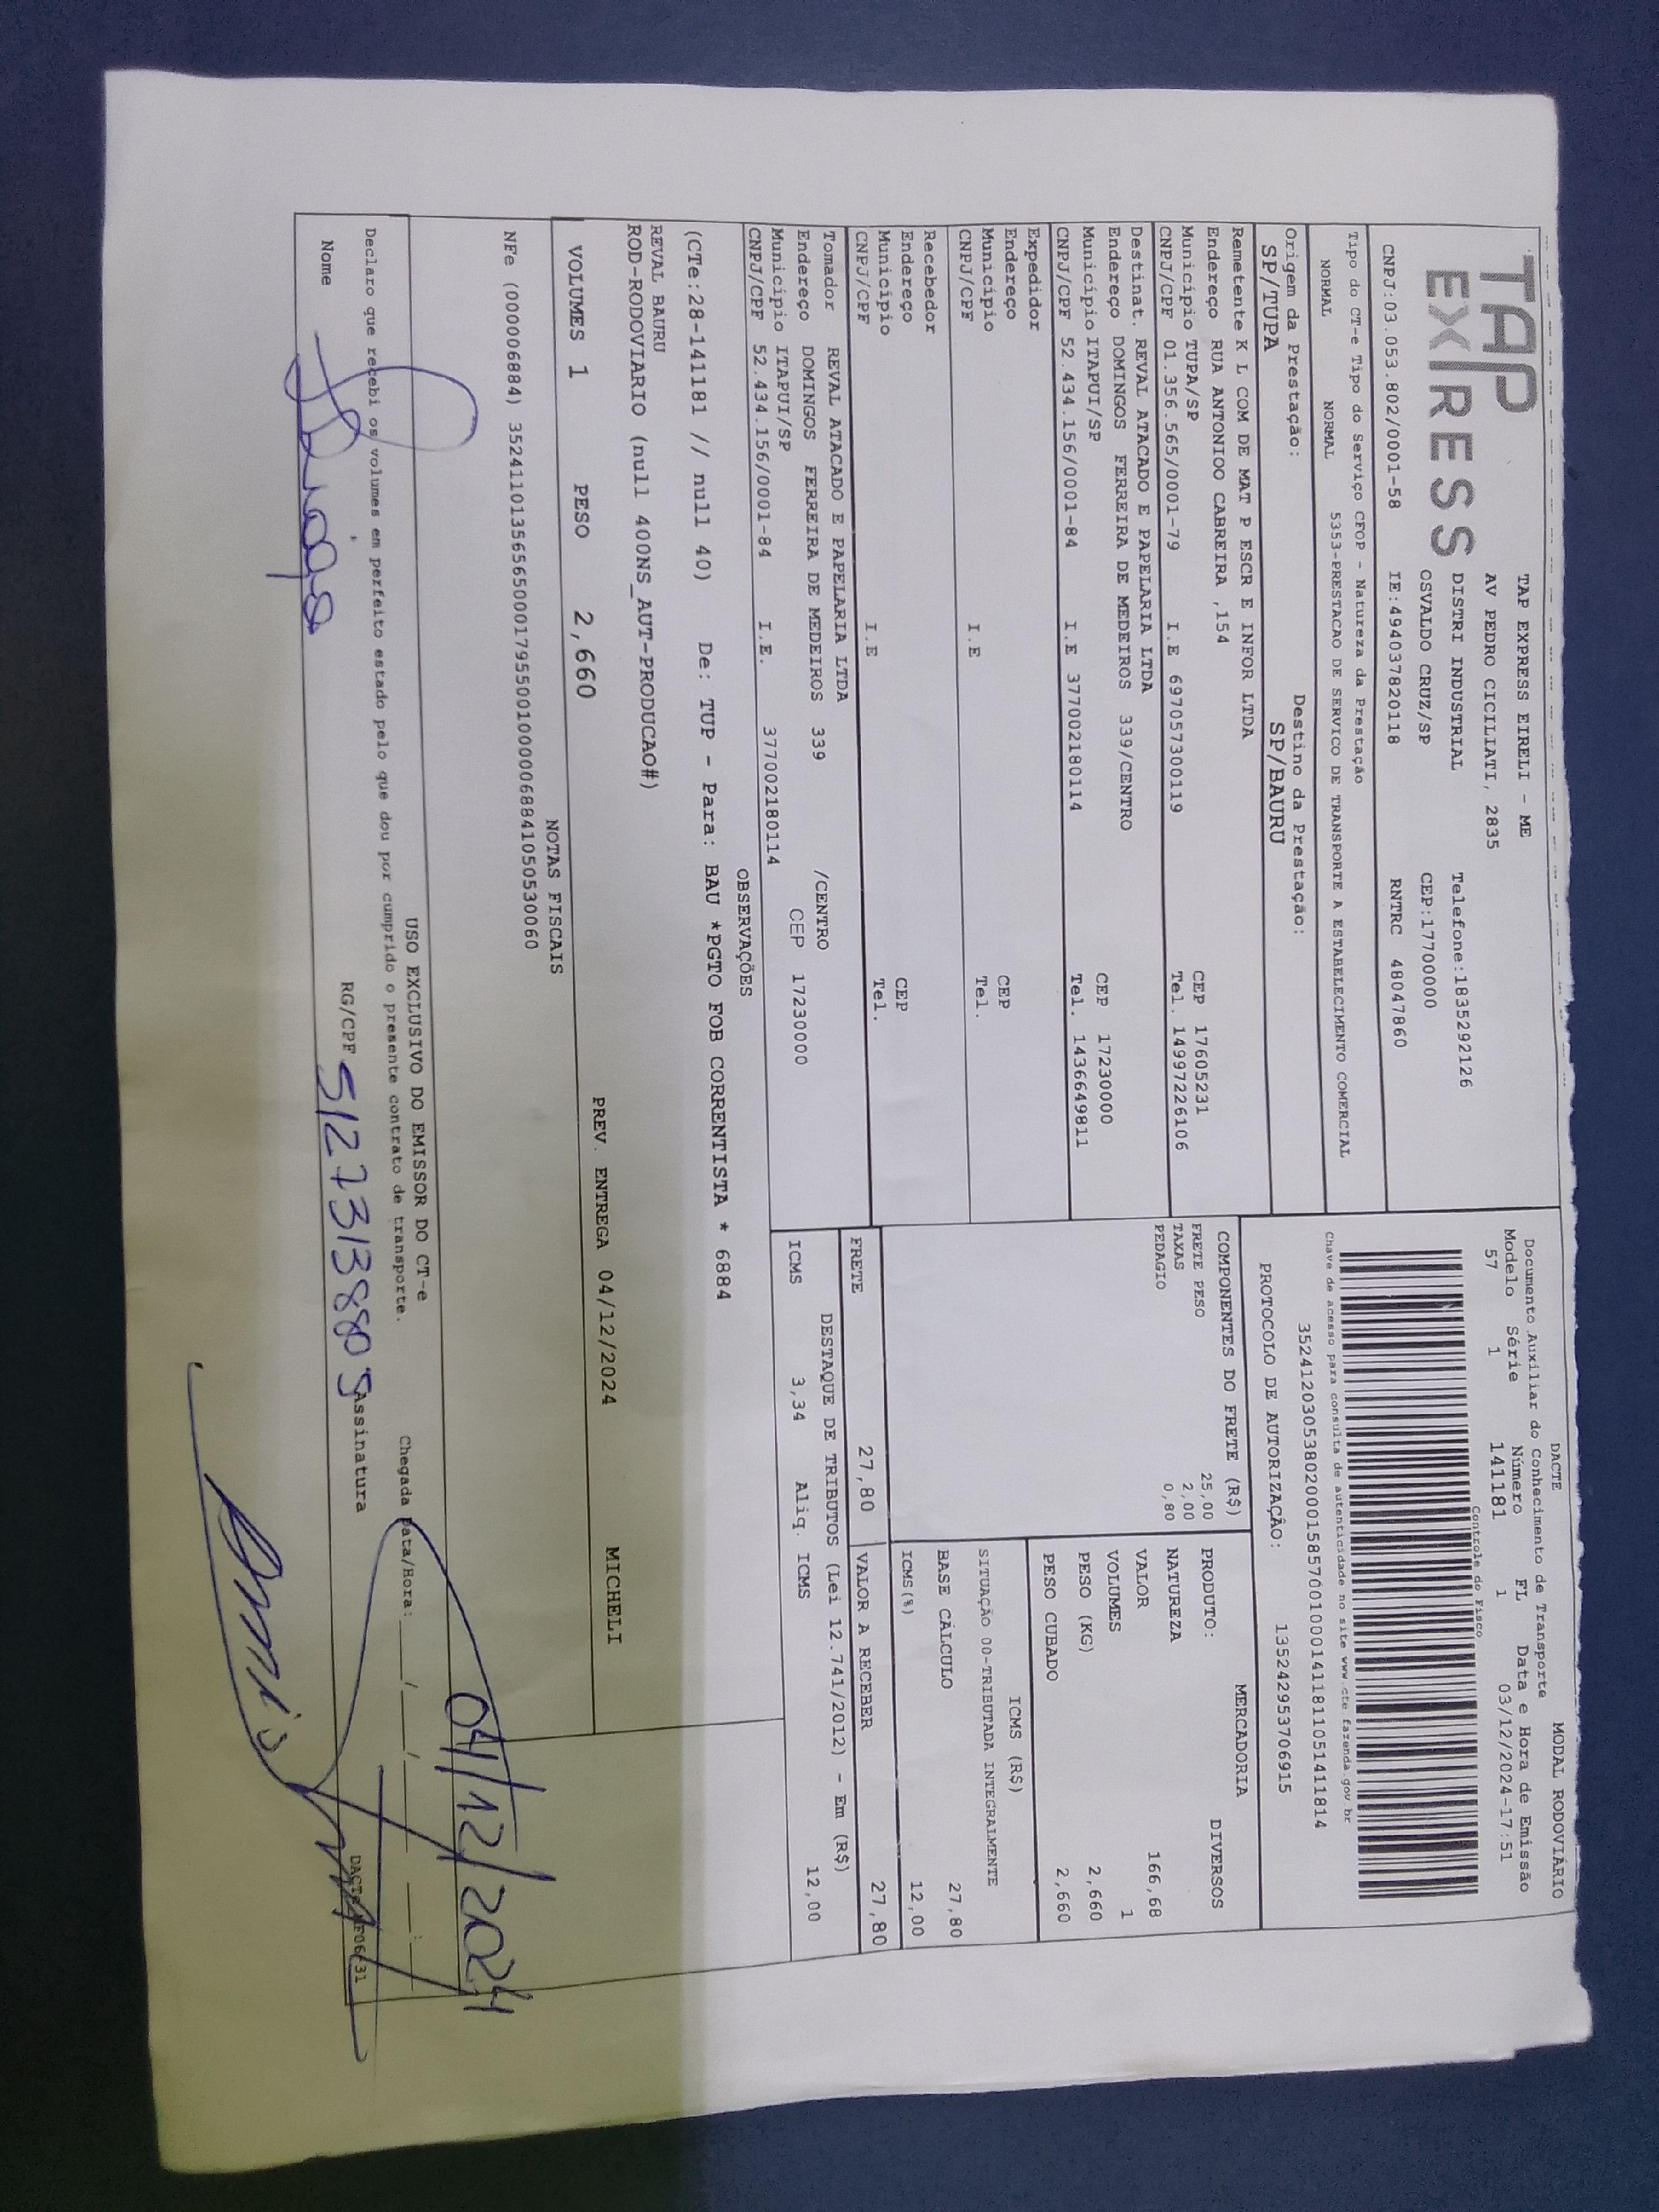 TAP
EXPRESS
TAP EXPRESS EIRELI - ME
AV PEDRO CICILIATI, 2835
DISTRI INDUSTRIAL Telefone:1835292126
OSVALDO CRUZ/SP CEP:17700000
CNPJ:03.053.802/0001-58 IE:494037820118 RNTRC 48047860
DACTE MODAL RODOVIÁRIO
Documento Auxiliar do Conhecimento de Transporte
Modelo Série Número FL Data e Hora de Emissão
57 1 141181 1 03/12/2024-17:51
Controle do Fisco
Chave de acesso para consulta de autenticidade no site www.cte.fazenda.gov.br
35241203053802000158570010001411811051411814
PROTOCOLO DE AUTORIZAÇÃO: 135242953706915
Tipo do CT-e Tipo do Serviço CFOP - Natureza da Prestação
NORMAL NORMAL 5353-PRESTACAO DE SERVICO DE TRANSPORTE A ESTABELECIMENTO COMERCIAL
Origem da Prestação: Destino da Prestação:
SP/TUPA SP/BAURU
Remetente K L COM DE MAT P ESCR E INFOR LTDA
Endereço RUA ANTONIOO CABREIRA ,154
Município TUPA/SP CEP 17605231
CNPJ/CPF 01.356.565/0001-79 I.E 697057300119 Tel. 14997226106
Destinat. REVAL ATACADO E PAPELARIA LTDA
Endereço DOMINGOS FERREIRA DE MEDEIROS 339/CENTRO
Município ITAPUI/SP CEP 17230000
CNPJ/CPF 52.434.156/0001-84 I.E 377002180114 Tel. 1436649811
Expedidor
Endereço
Município CEP
CNPJ/CPF I.E Tel.
Recebedor
Endereço
Município CEP
CNPJ/CPF I.E Tel.
Tomador REVAL ATACADO E PAPELARIA LTDA
Endereço DOMINGOS FERREIRA DE MEDEIROS 339 /CENTRO
Município ITAPUI/SP CEP 17230000
CNPJ/CPF 52.434.156/0001-84 I.E. 377002180114
COMPONENTES DO FRETE (R$)
FRETE PESO 25,00
TAXAS 2,00
PEDAGIO 0,80
MERCADORIA
PRODUTO: DIVERSOS
NATUREZA
VALOR 166,68
VOLUMES 1
PESO (KG) 2,660
PESO CUBADO 2,660
ICMS (R$)
SITUAÇÃO 00-TRIBUTADA INTEGRALMENTE
BASE CÁLCULO 27,80
ICMS(%) 12,00
FRETE 27,80 VALOR A RECEBER 27,80
DESTAQUE DE TRIBUTOS (Lei 12.741/2012) - Em (R$)
ICMS 3,34 Aliq. ICMS 12,00
OBSERVAÇÕES
(CTe:28-141181 // null 40) De: TUP - Para: BAU *PGTO FOB CORRENTISTA * 6884
REVAL BAURU
ROD-RODOVIARIO (null 400NS_AUT-PRODUCAO#)
VOLUMES 1 PESO 2,660 PREV. ENTREGA 04/12/2024 MICHELI
NOTAS FISCAIS
NFe (000006884) 35241101356565000179550010000068841050530060
04/12/2024
USO EXCLUSIVO DO EMISSOR DO CT-e
Declaro que recebi os volumes em perfeito estado pelo que dou por cumprido o presente contrato de transporte.
Chegada Data/Hora: ____/____/____ ____:____
Nome RG/CPF 51273138805 Assinatura